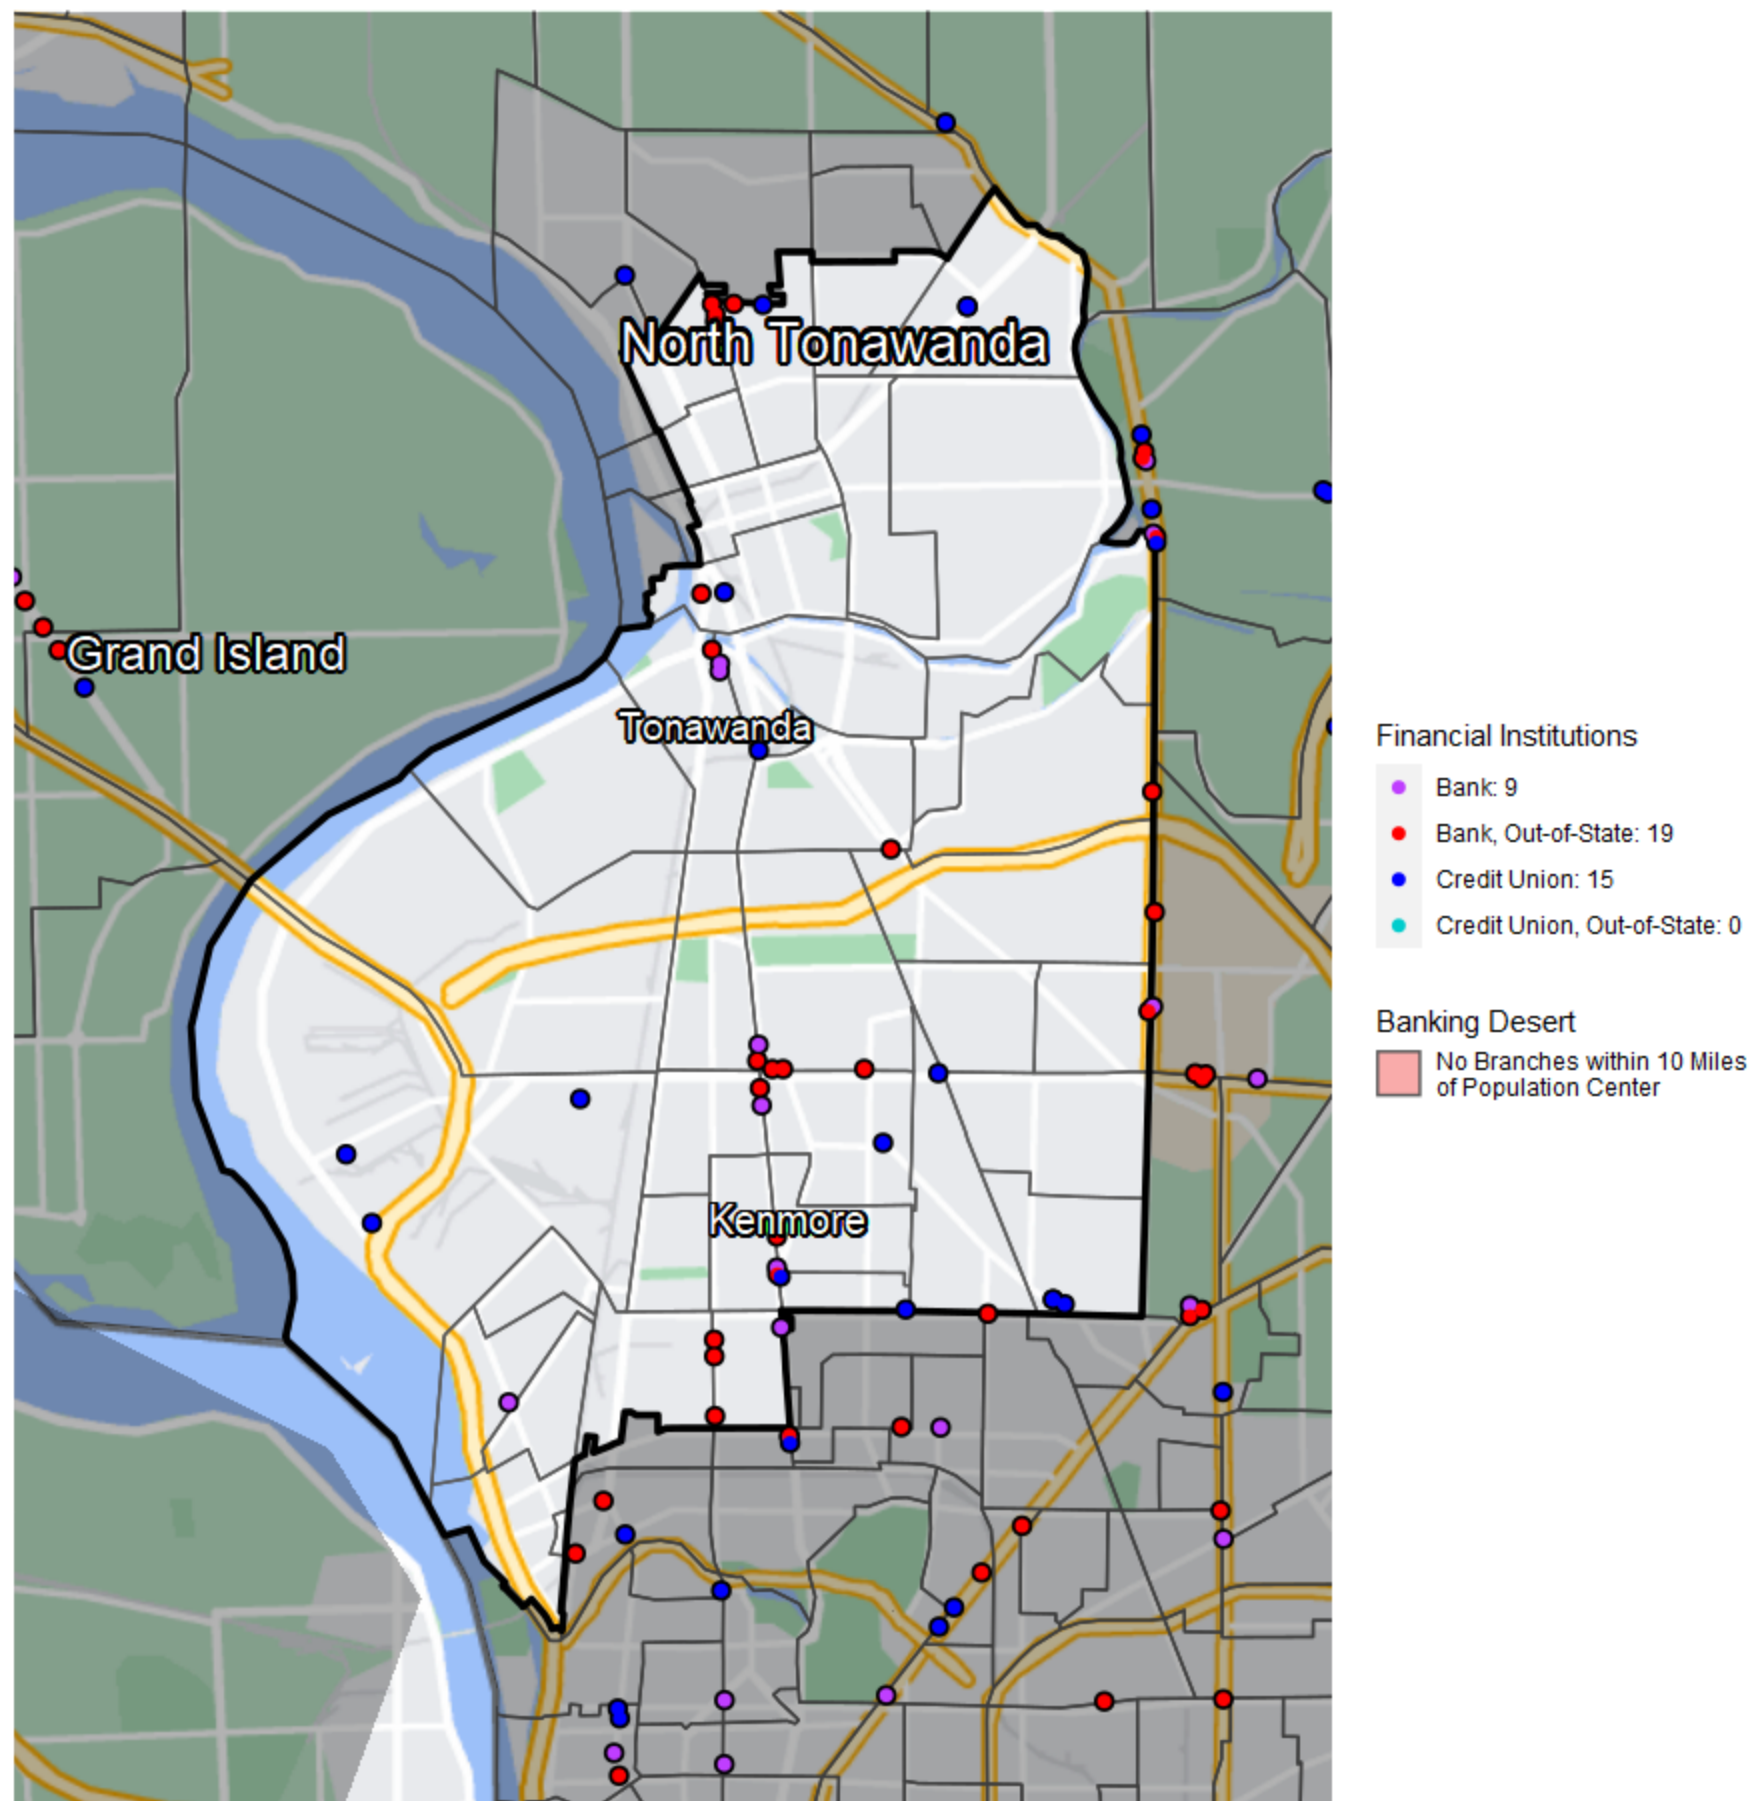 North Tonawanda
Grand Island
Tonawanda
Kenmore
Financial Institutions
Bank: 9
Bank, Out-of-State: 19
Credit Union: 15
Credit Union, Out-of-State: 0
Banking Desert
No Branches within 10 Miles
of Population Center